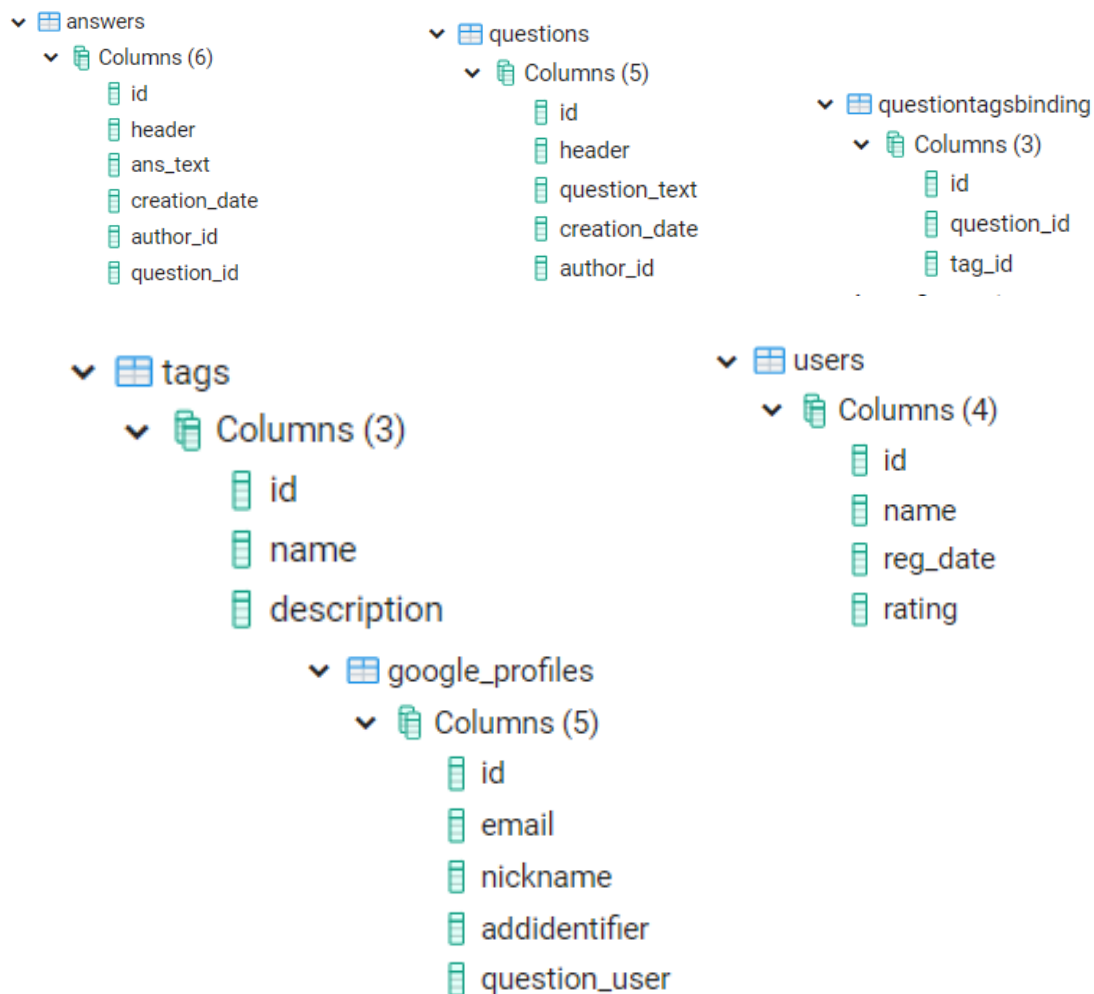 answers
Columns (6)
id
header
ans_text
creation_date
author_id
question_id
questions
Columns (5)
id
header
question_text
creation_date
author_id
questiontagsbinding
Columns (3)
id
question_id
tag_id
tags
Columns (3)
id
name
description
users
Columns (4)
id
name
reg_date
rating
google_profiles
Columns (5)
id
email
nickname
addidentifier
question_user